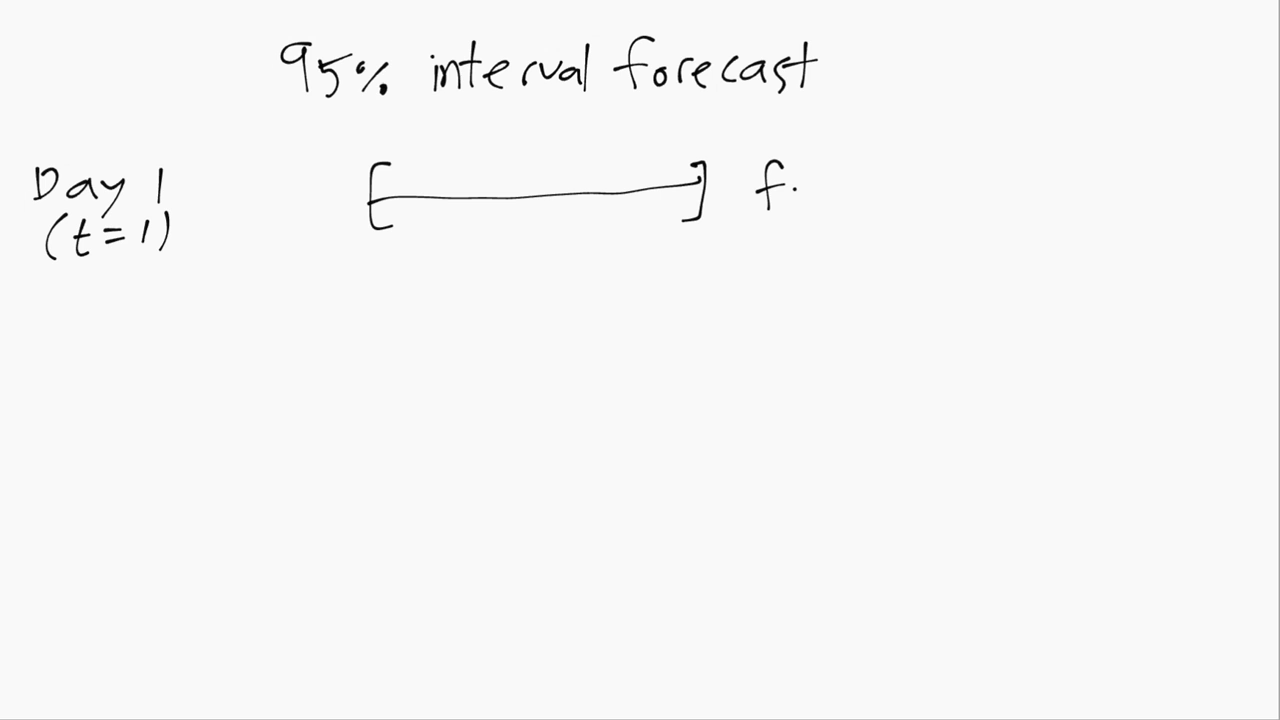 95% interval forecast
Day 1 [ ] f.
(t=1)